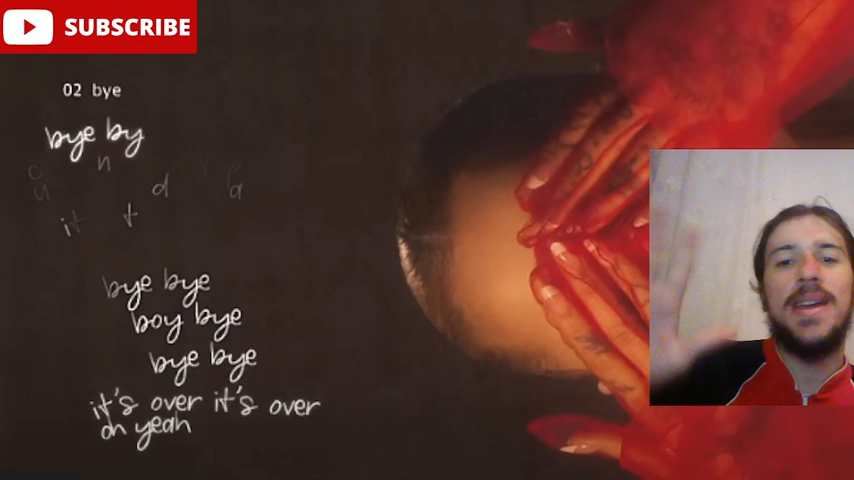 SUBSCRIBE
02 bye
bye by
bye bye
boy bye
bye bye
it's over it's over
oh yeah